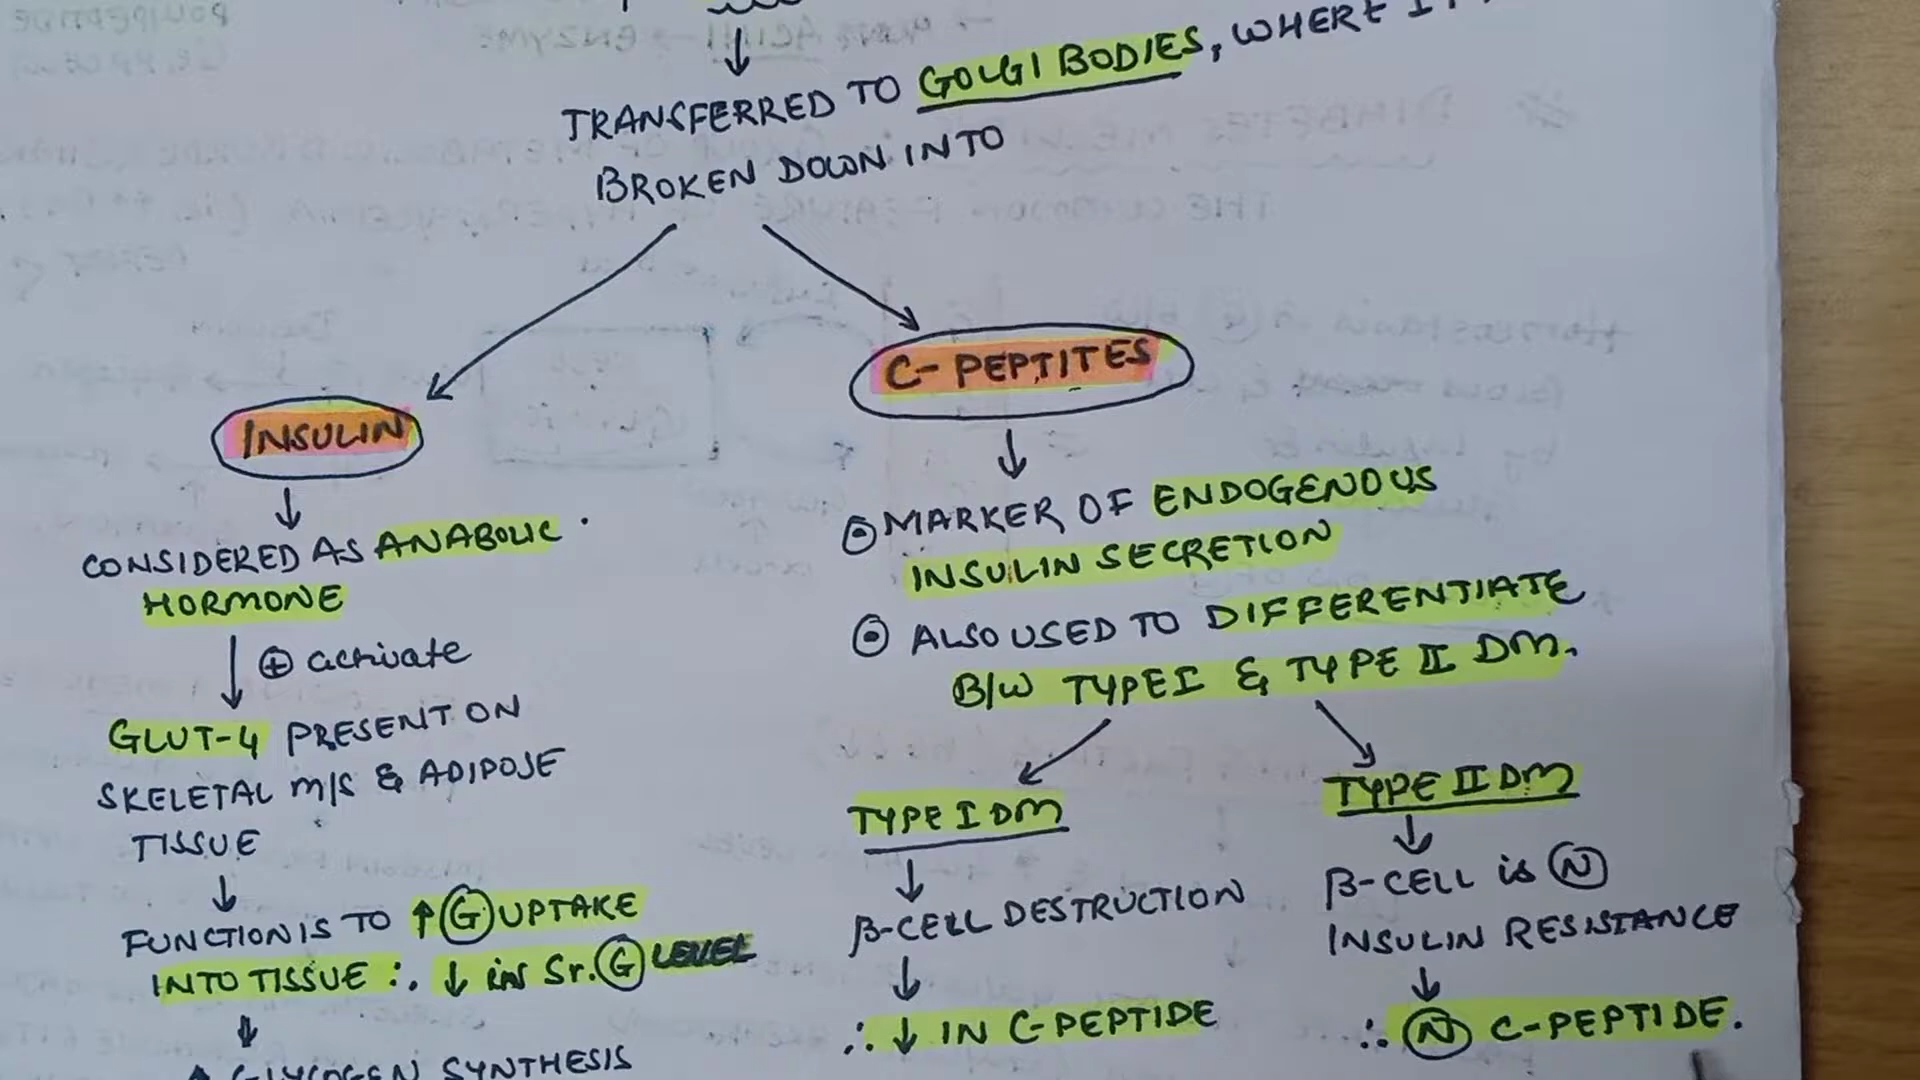 TRANSFERRED TO GOLGI BODIES, WHERE IT
BROKEN DOWN INTO
INSULIN
CONSIDERED AS ANABOLIC
HORMONE
⊕ activate
GLUT-4 PRESENT ON
SKELETAL m/s & ADIPOSE
TISSUE
FUNCTION IS TO ↑ Ⓖ UPTAKE
INTO TISSUE ∴ ↓ in Sr. Ⓖ LEVEL
↑ GLYCOGEN SYNTHESIS
C-PEPTITES
⊙ MARKER OF ENDOGENOUS
INSULIN SECRETION
⊙ ALSO USED TO DIFFERENTIATE
B/W TYPE I & TYPE II DM.
TYPE I DM
β-CELL DESTRUCTION
∴ ↓ IN C-PEPTIDE
TYPE II DM
β-CELL is Ⓝ
INSULIN RESISTANCE
∴ Ⓝ C-PEPTIDE.